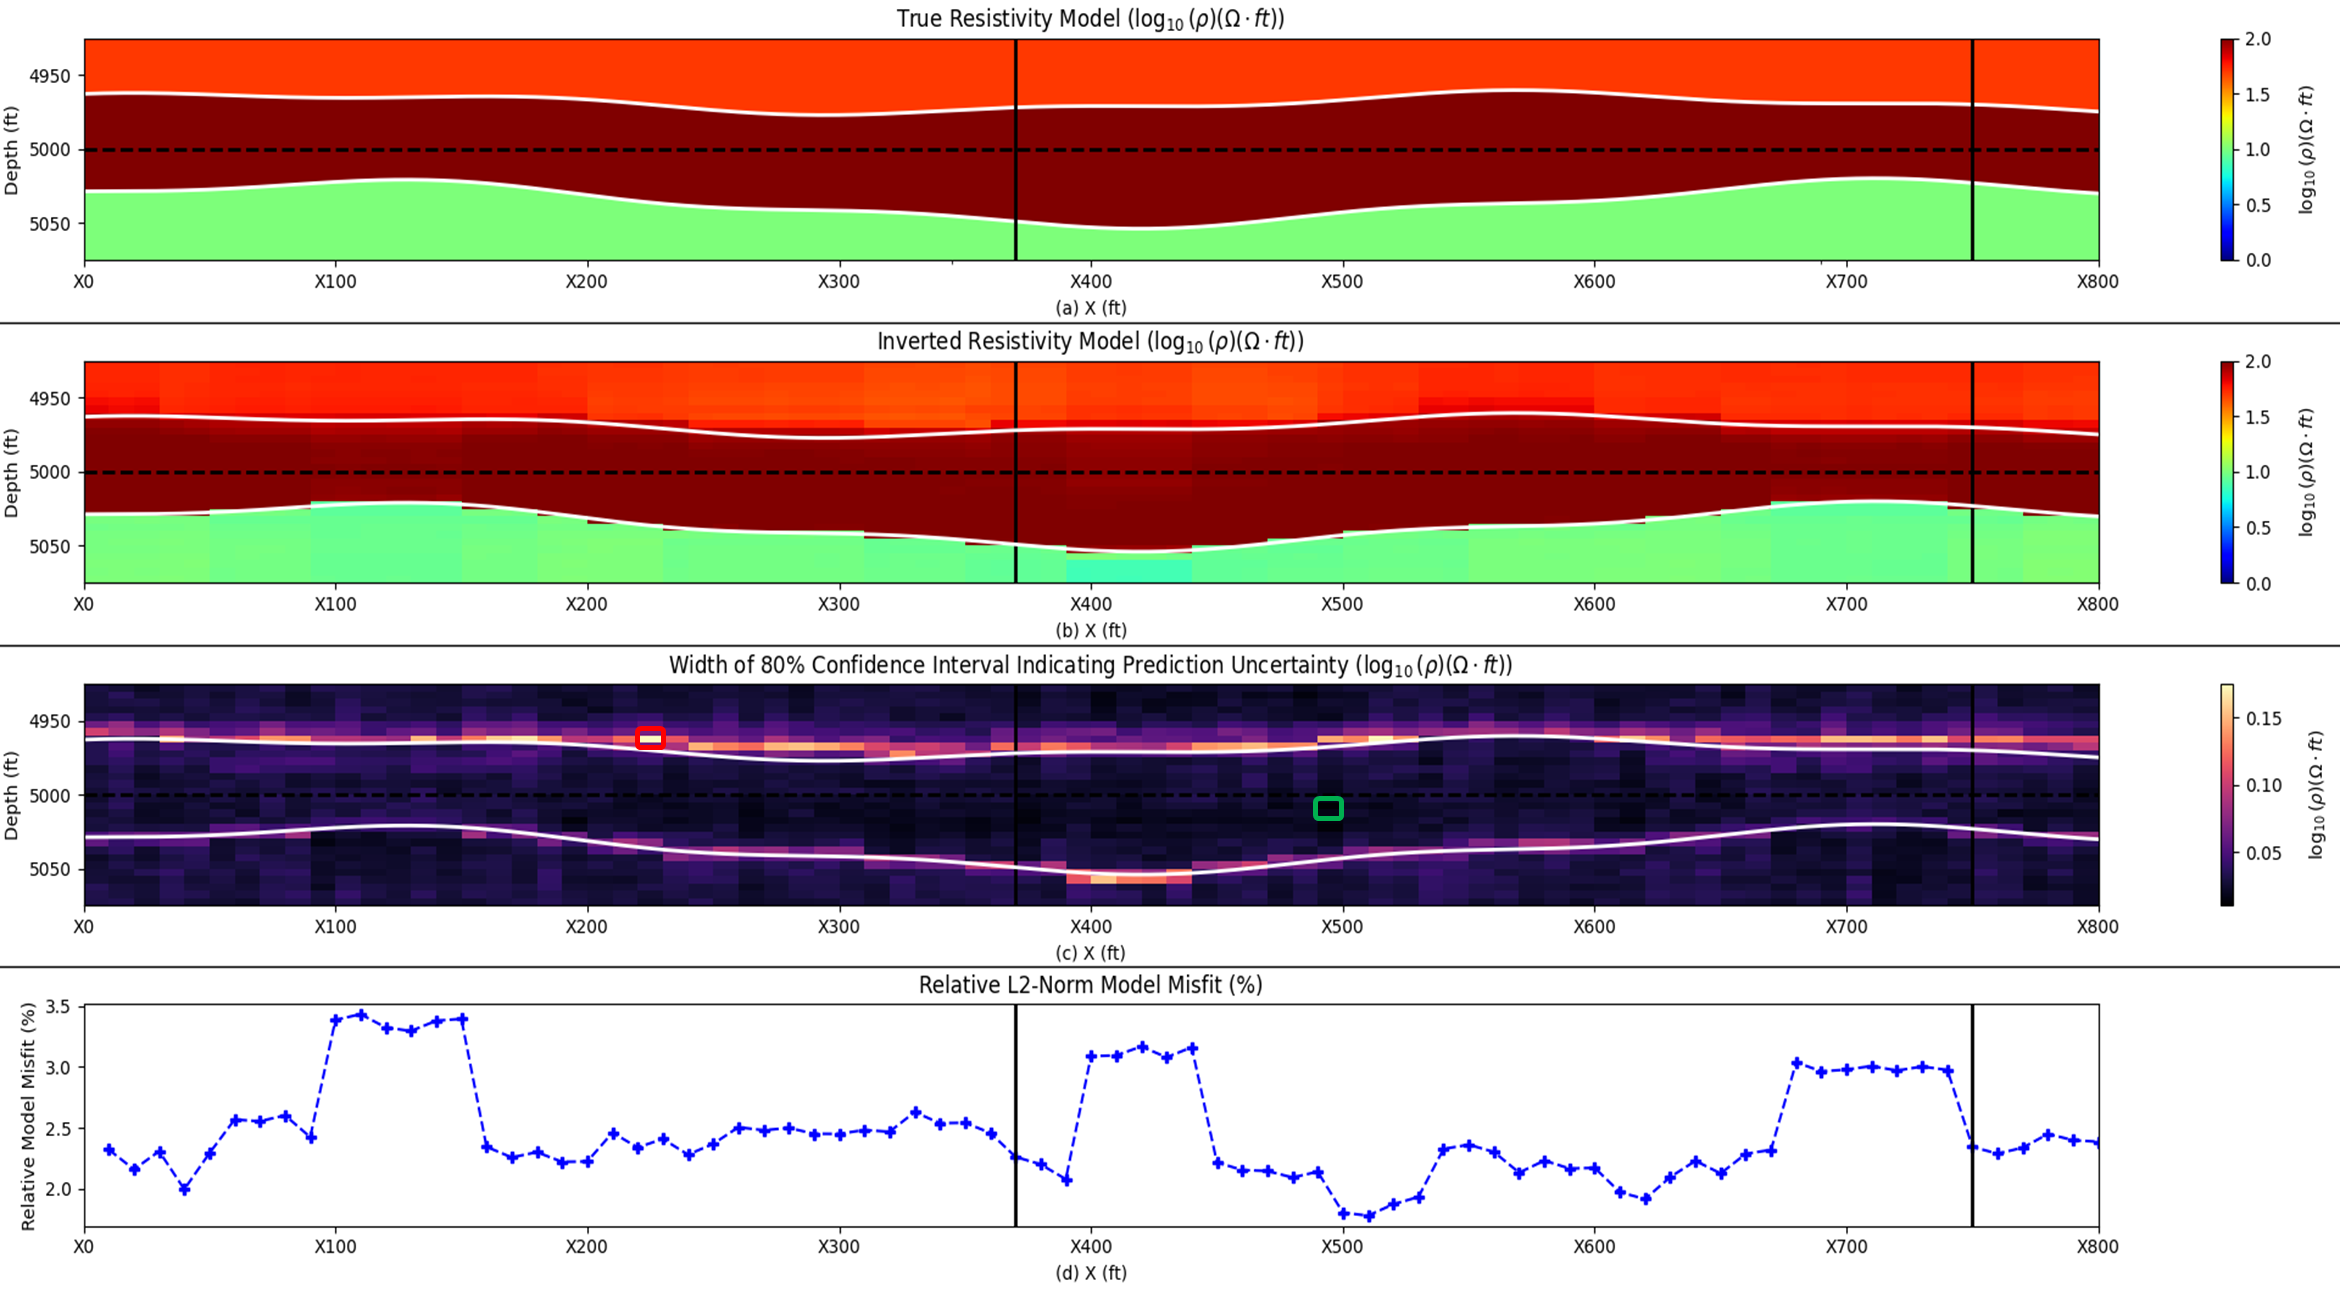 True Resistivity Model (log₁₀ (ρ)(Ω · ft))
Depth (ft)
4950
5000
5050
X0 X100 X200 X300 X400 X500 X600 X700 X800
(a) X (ft)
2.0
1.5
1.0
0.5
0.0
log₁₀ (ρ)(Ω · ft)
Inverted Resistivity Model (log₁₀ (ρ)(Ω · ft))
Depth (ft)
4950
5000
5050
X0 X100 X200 X300 X400 X500 X600 X700 X800
(b) X (ft)
2.0
1.5
1.0
0.5
0.0
log₁₀ (ρ)(Ω · ft)
Width of 80% Confidence Interval Indicating Prediction Uncertainty (log₁₀ (ρ)(Ω · ft))
Depth (ft)
4950
5000
5050
X0 X100 X200 X300 X400 X500 X600 X700 X800
(c) X (ft)
0.15
0.10
0.05
log₁₀ (ρ)(Ω · ft)
Relative L2-Norm Model Misfit (%)
Relative Model Misfit (%)
3.5
3.0
2.5
2.0
X0 X100 X200 X300 X400 X500 X600 X700 X800
(d) X (ft)